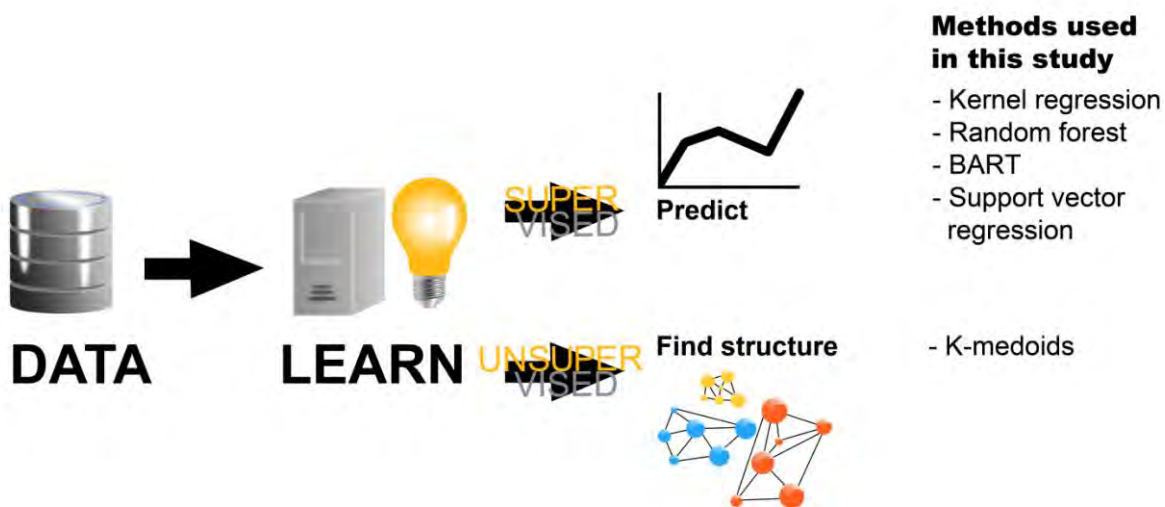 Methods used
in this study
- Kernel regression
- Random forest
- BART
- Support vector
regression
SUPER
VISED
Predict
DATA
LEARN
UNSUPER
VISED
Find structure
- K-medoids